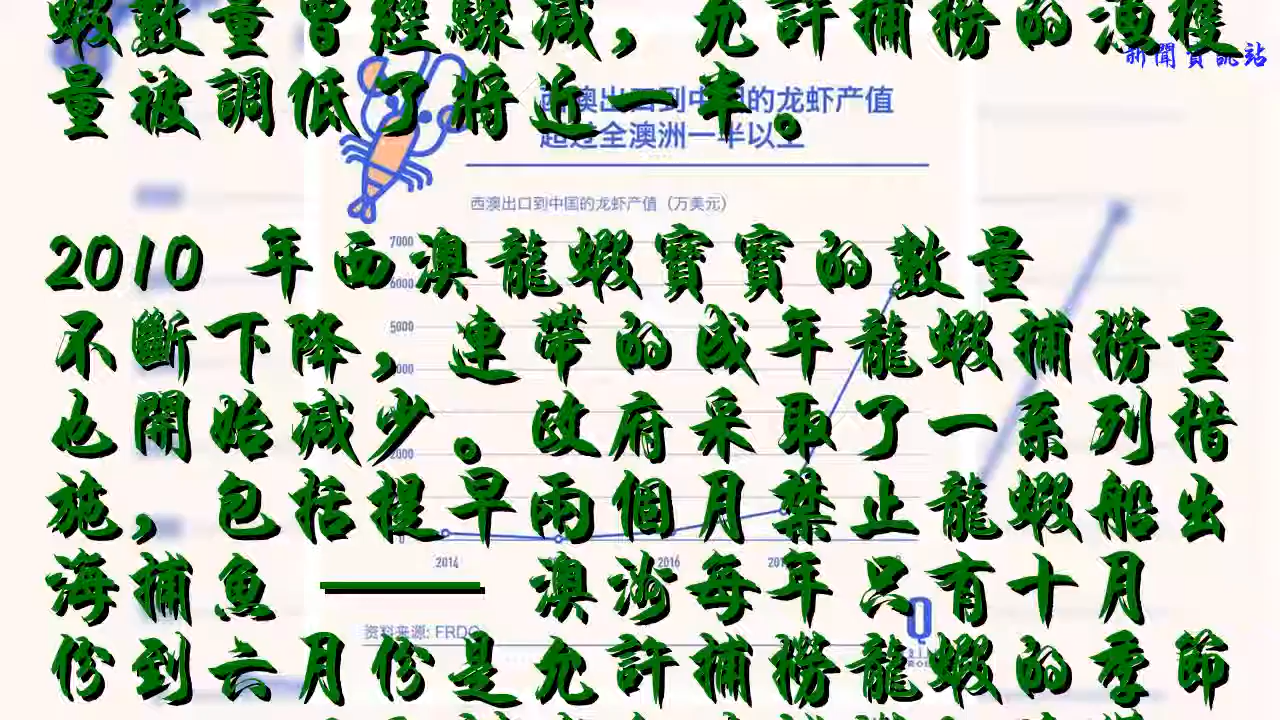 蝦數量曾經驟減，允許捕撈的漁獲
新聞資訊站
量被調低了將近一半。
西澳出口到中国的龙虾产值
超过全澳洲一半以上
西澳出口到中国的龙虾产值（万美元）
7000
2010 年西澳龍蝦寶寶的數量
6000
5000
不斷下降，連帶的成年龍蝦捕撈量
也開始減少。政府采取了一系列措
2000
施，包括提早兩個月禁止龍蝦船出
0
2014
2016
海捕魚 —— 澳洲每年只有十月
资料来源: FRDC
份到六月份是允許捕撈龍蝦的季節